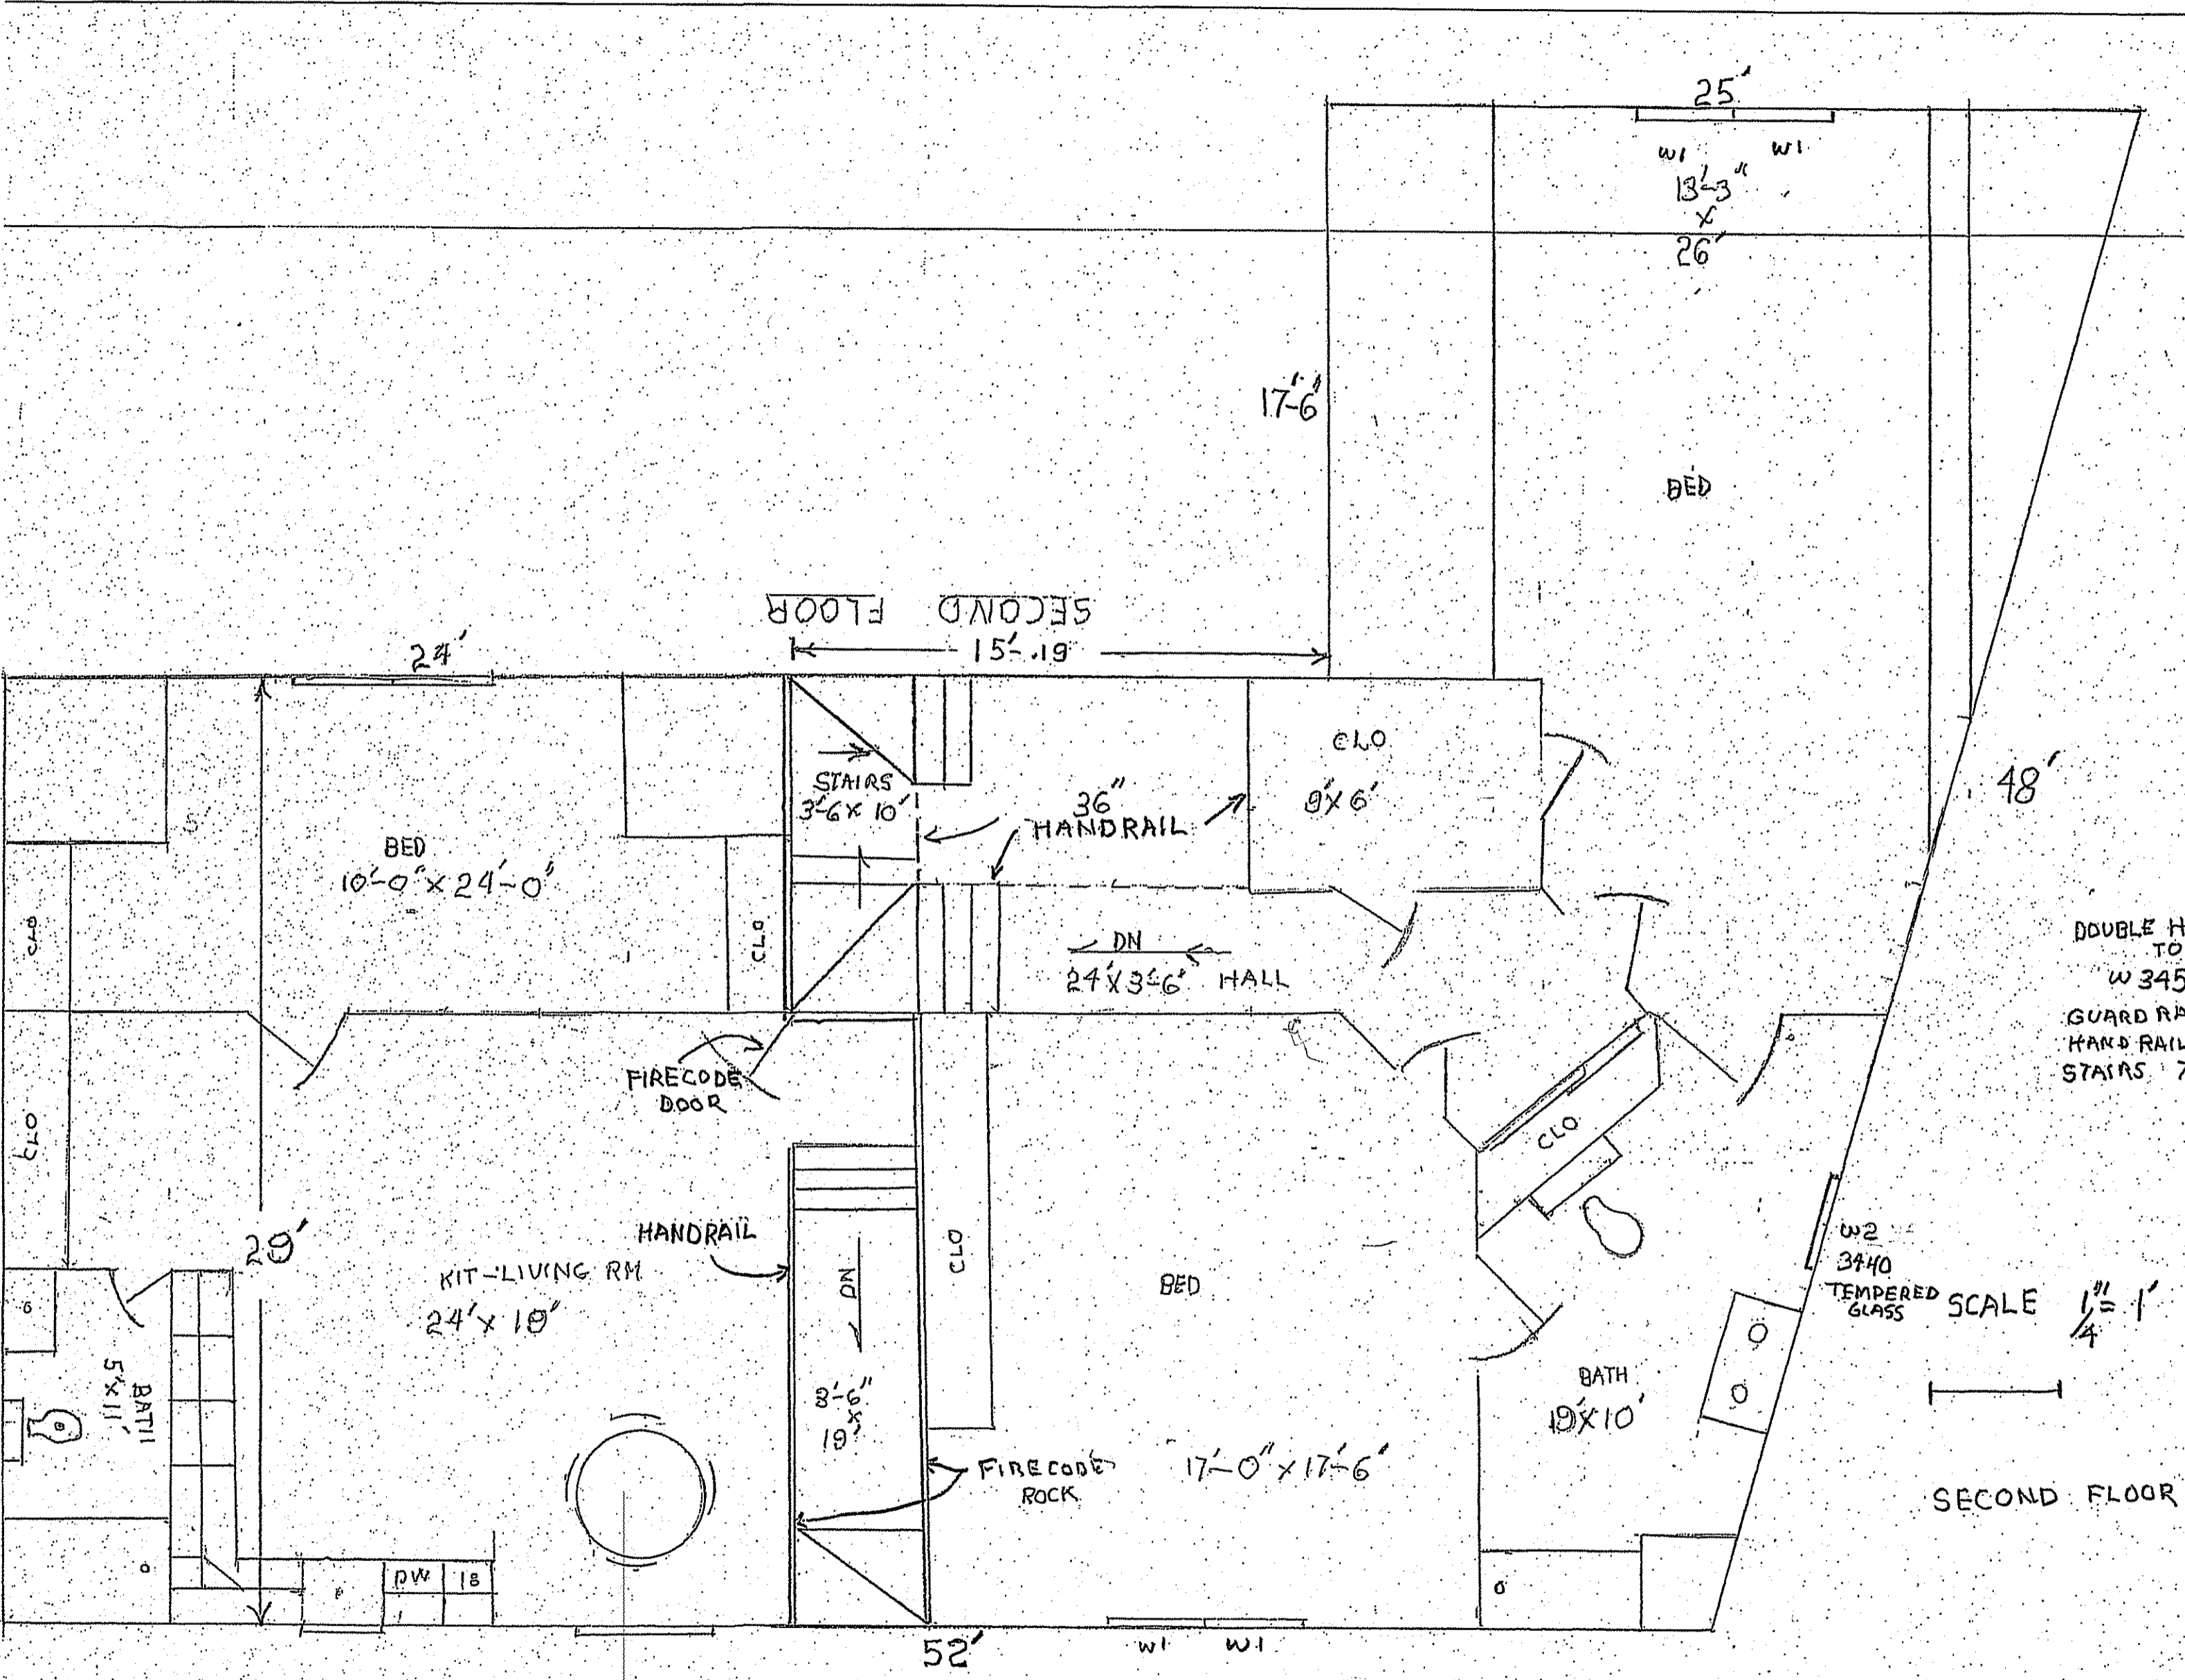 25'
W1 W1
13'-3"
X
26'
17'-6"
BED
SECOND FLOOR
15'-.19
24'
STAIRS
3'-6 X 10'
36"
HANDRAIL
CLO
9'X 6'
48'
BED
10'-0" X 24'-0"
CLO
CLO
DN
24'X3'-6" HALL
DOUBLE H
TO
W 345
GUARD RA
HAND RAIL
STAIRS 7
FIRECODE
DOOR
CLO
CLO
HANDRAIL
29'
KIT-LIVING RM
24' X 19'
DN
CLO
BED
W2
3440
TEMPERED
GLASS
SCALE 1/4" = 1'
BATH
5'X11'
3'-6"X
19'
BATH
19'X10'
FIRECODE
ROCK
17'-0" X 17'-6"
SECOND FLOOR
DW 18
52'
W1 W1